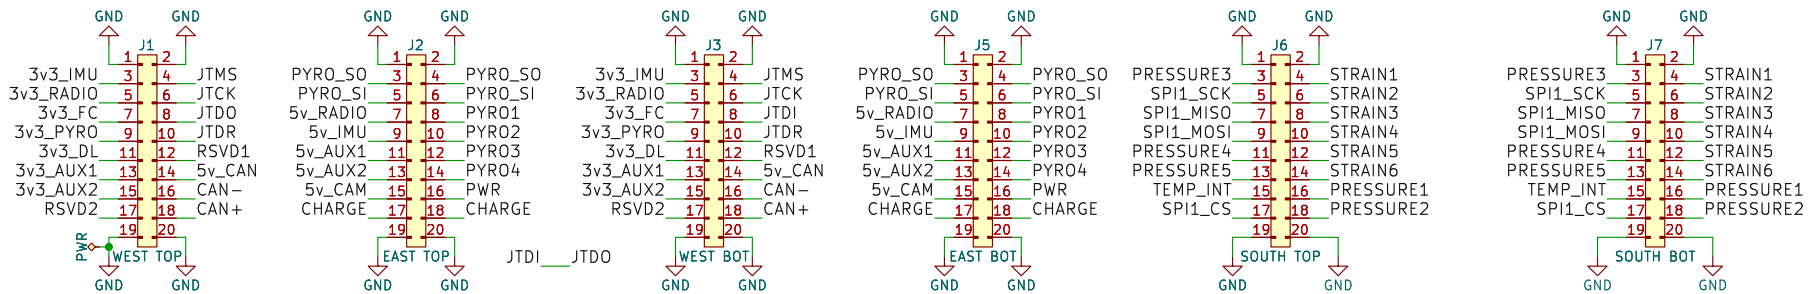 GND GND GND GND GND GND GND GND GND GND GND GND
J1 J2 J3 J5 J6 J7
1 2 1 2 1 2 1 2 1 2 1 2
3v3_IMU 3 4 JTMS PYRO_SO 3 4 PYRO_SO 3v3_IMU 3 4 JTMS PYRO_SO 3 4 PYRO_SO PRESSURE3 3 4 STRAIN1 PRESSURE3 3 4 STRAIN1
3v3_RADIO 5 6 JTCK PYRO_SI 5 6 PYRO_SI 3v3_RADIO 5 6 JTCK PYRO_SI 5 6 PYRO_SI SPI1_SCK 5 6 STRAIN2 SPI1_SCK 5 6 STRAIN2
3v3_FC 7 8 JTDO 5v_RADIO 7 8 PYRO1 3v3_FC 7 8 JTDI 5v_RADIO 7 8 PYRO1 SPI1_MISO 7 8 STRAIN3 SPI1_MISO 7 8 STRAIN3
3v3_PYRO 9 10 JTDR 5v_IMU 9 10 PYRO2 3v3_PYRO 9 10 JTDR 5v_IMU 9 10 PYRO2 SPI1_MOSI 9 10 STRAIN4 SPI1_MOSI 9 10 STRAIN4
3v3_DL 11 12 RSVD1 5v_AUX1 11 12 PYRO3 3v3_DL 11 12 RSVD1 5v_AUX1 11 12 PYRO3 PRESSURE4 11 12 STRAIN5 PRESSURE4 11 12 STRAIN5
3v3_AUX1 13 14 5v_CAN 5v_AUX2 13 14 PYRO4 3v3_AUX1 13 14 5v_CAN 5v_AUX2 13 14 PYRO4 PRESSURE5 13 14 STRAIN6 PRESSURE5 13 14 STRAIN6
3v3_AUX2 15 16 CAN- 5v_CAM 15 16 PWR 3v3_AUX2 15 16 CAN- 5v_CAM 15 16 PWR TEMP_INT 15 16 PRESSURE1 TEMP_INT 15 16 PRESSURE1
RSVD2 17 18 CAN+ CHARGE 17 18 CHARGE RSVD2 17 18 CAN+ CHARGE 17 18 CHARGE SPI1_CS 17 18 PRESSURE2 SPI1_CS 17 18 PRESSURE2
19 20 19 20 19 20 19 20 19 20 19 20
PWR WEST TOP EAST TOP JTDI JTDO WEST BOT EAST BOT SOUTH TOP SOUTH BOT
GND GND GND GND GND GND GND GND GND GND GND GND